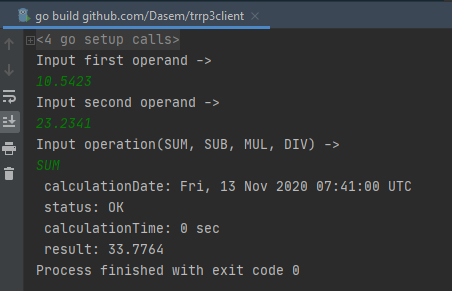 go build github.com/Dasem/trrp3client
<4 go setup calls>
Input first operand ->
10.5423
Input second operand ->
23.2341
Input operation(SUM, SUB, MUL, DIV) ->
SUM
calculationDate: Fri, 13 Nov 2020 07:41:00 UTC
status: OK
calculationTime: 0 sec
result: 33.7764
Process finished with exit code 0